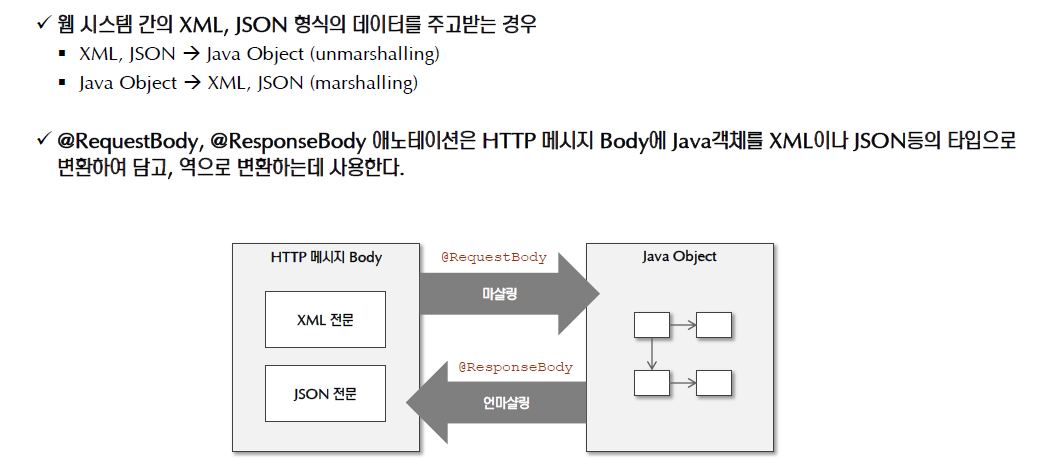 ✓ 웹 시스템 간의 XML, JSON 형식의 데이터를 주고받는 경우
▪ XML, JSON → Java Object (unmarshalling)
▪ Java Object → XML, JSON (marshalling)
✓ @RequestBody, @ResponseBody 애노테이션은 HTTP 메시지 Body에 Java객체를 XML이나 JSON등의 타입으로
변환하여 담고, 역으로 변환하는데 사용한다.
HTTP 메시지 Body
@RequestBody
Java Object
마샬링
XML 전문
@ResponseBody
JSON 전문
언마샬링